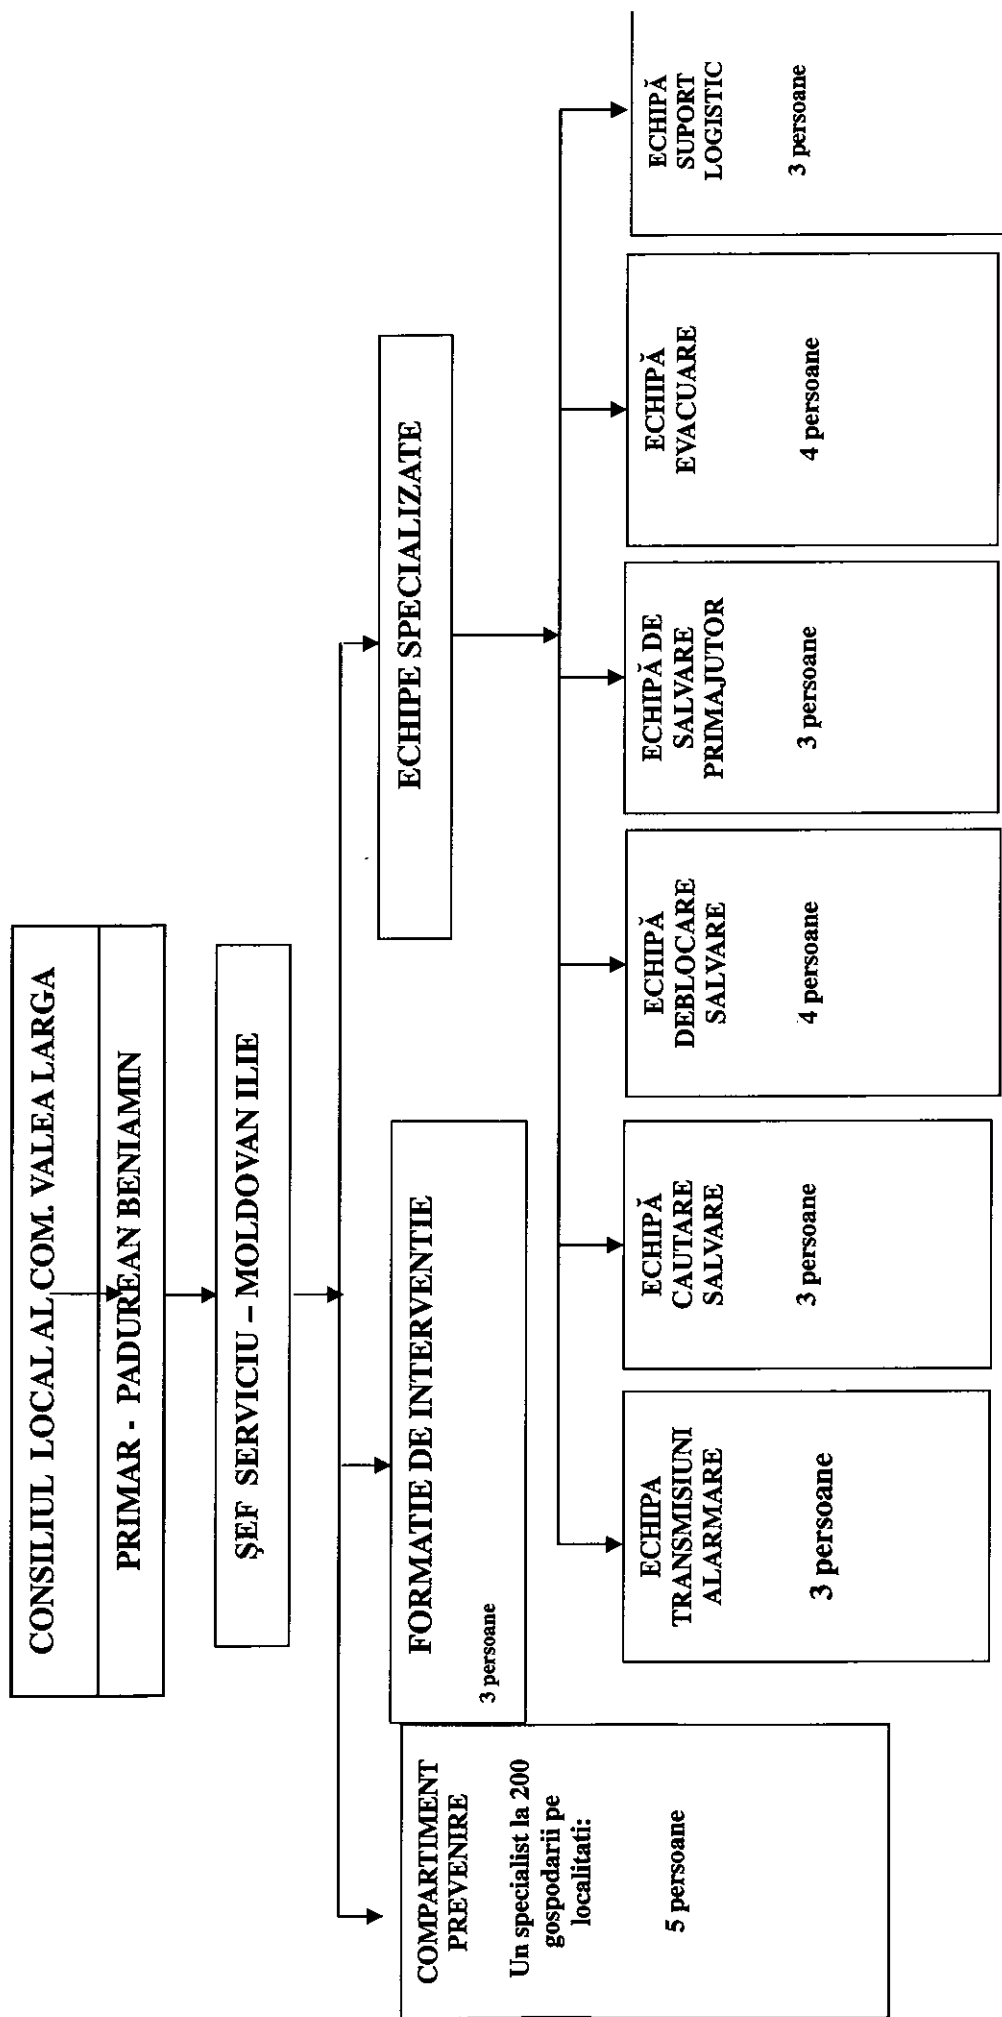 CONSILIUL LOCAL AL COM. VALEA LARGA
PRIMAR - PADUREAN BENIAMIN
ŞEF SERVICIU – MOLDOVAN ILIE
COMPARTIMENT
PREVENIRE
Un specialist la 200
gospodarii pe
localitati:
5 persoane
FORMATIE DE INTERVENTIE
3 persoane
ECHIPE SPECIALIZATE
ECHIPA
TRANSMISIUNI
ALARMARE
3 persoane
ECHIPĂ
CAUTARE
SALVARE
3 persoane
ECHIPĂ
DEBLOCARE
SALVARE
4 persoane
ECHIPĂ DE
SALVARE
PRIMAJUTOR
3 persoane
ECHIPĂ
EVACUARE
4 persoane
ECHIPĂ
SUPORT
LOGISTIC
3 persoane